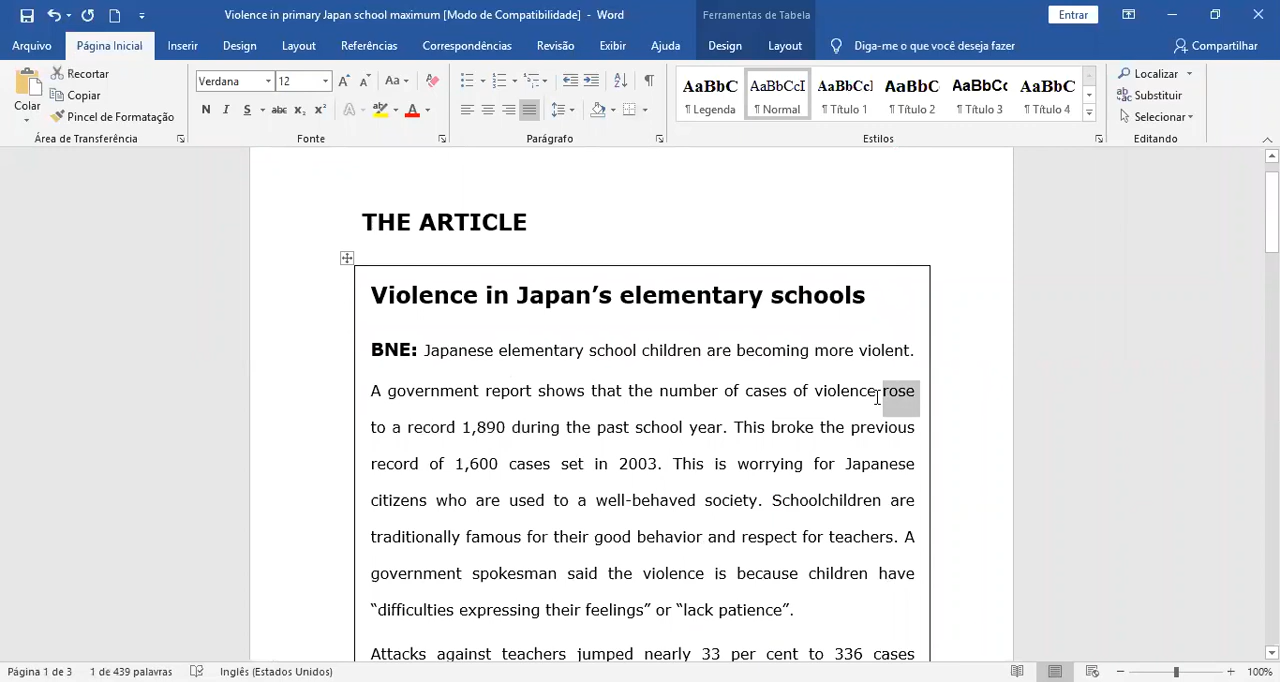 Violence in primary Japan school maximum [Modo de Compatibilidade] - Word
Ferramentas de Tabela
Entrar
Arquivo Página Inicial Inserir Design Layout Referências Correspondências Revisão Exibir Ajuda Design Layout Diga-me o que você deseja fazer Compartilhar
Colar
Recortar
Copiar
Pincel de Formatação
Área de Transferência
Verdana 12
Aa
N I S abc x₂ x² A A
Fonte
Parágrafo
AaBbC AaBbCcI AaBbCcI AaBbC AaBbCc AaBbC
¶ Legenda ¶ Normal ¶ Título 1 ¶ Título 2 ¶ Título 3 ¶ Título 4
Estilos
Localizar
Substituir
Selecionar
Editando
THE ARTICLE
Violence in Japan’s elementary schools
BNE: Japanese elementary school children are becoming more violent.
A government report shows that the number of cases of violence rose
to a record 1,890 during the past school year. This broke the previous
record of 1,600 cases set in 2003. This is worrying for Japanese
citizens who are used to a well-behaved society. Schoolchildren are
traditionally famous for their good behavior and respect for teachers. A
government spokesman said the violence is because children have
“difficulties expressing their feelings” or “lack patience”.
Attacks against teachers jumped nearly 33 per cent to 336 cases
Página 1 de 3 1 de 439 palavras Inglês (Estados Unidos) 100%